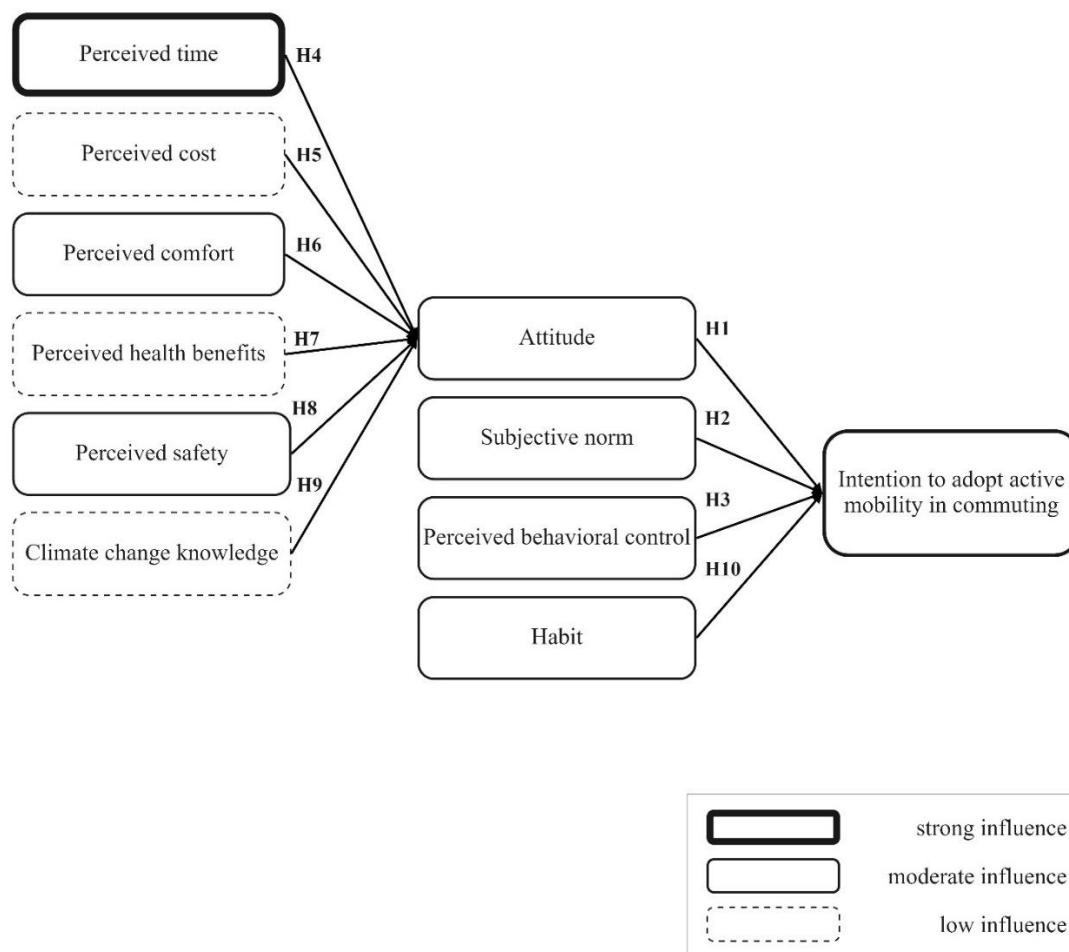 Perceived time
H4
Perceived cost
H5
Perceived comfort
H6
Perceived health benefits
H7
Perceived safety
H8
Climate change knowledge
H9
Attitude
H1
Subjective norm
H2
Perceived behavioral control
H3
Habit
H10
Intention to adopt active
mobility in commuting
strong influence
moderate influence
low influence